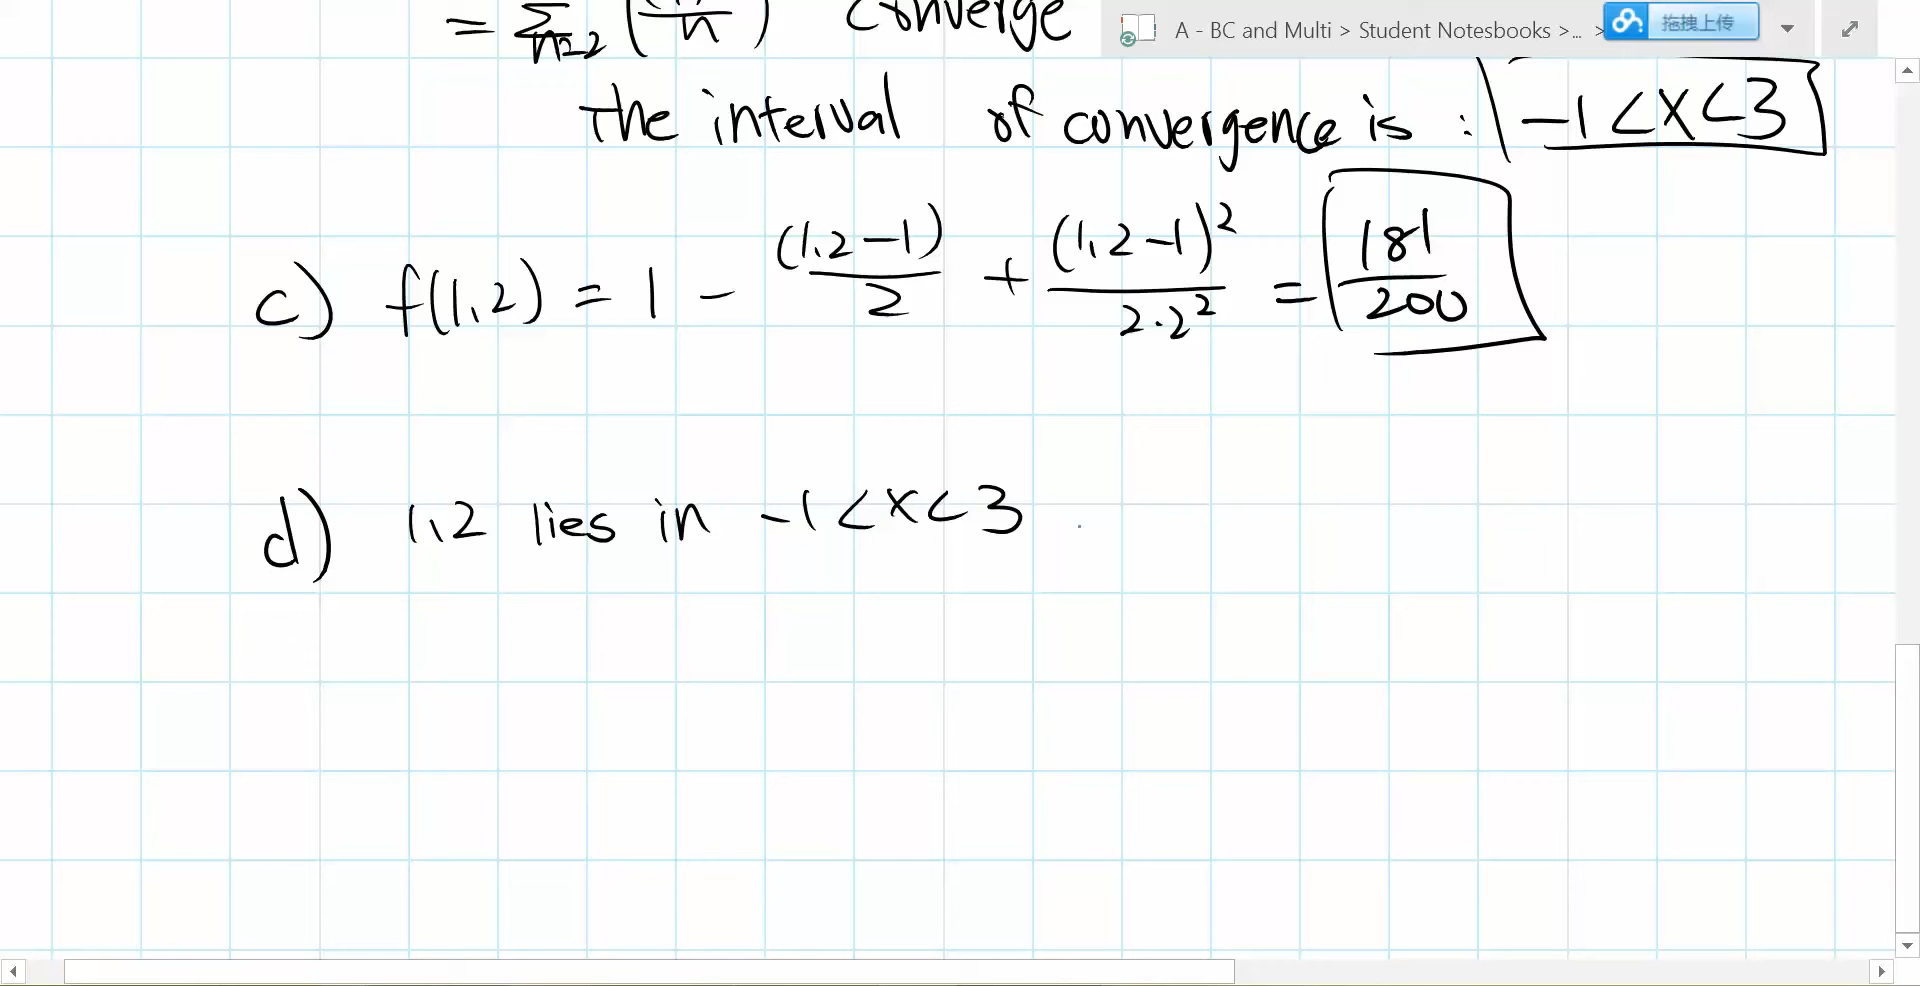 = Σ n=2 ( / n ) converge
A - BC and Multi > Student Notesbooks >... >
拖拽上传
The interval of convergence is : -1 < x < 3
c) f(1.2) = 1 - (1.2-1)/2 + (1.2-1)²/2·2² = 181/200
d) 1.2 lies in -1 < x < 3